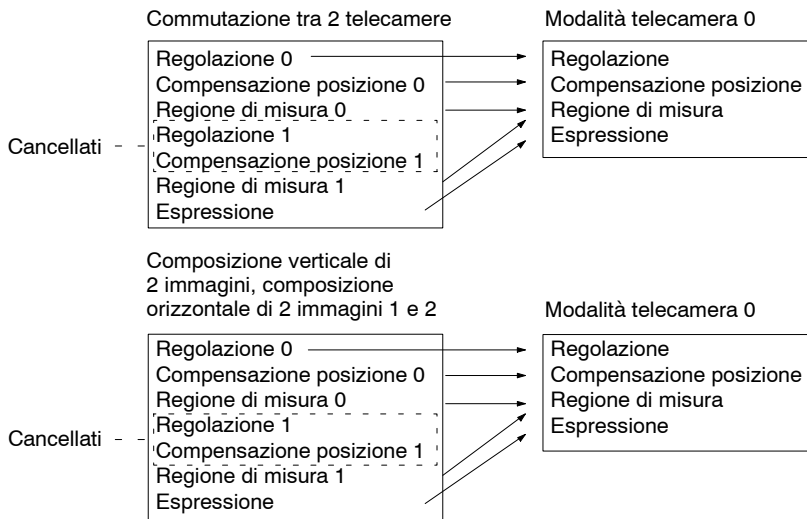 Commutazione tra 2 telecamere
Modalità telecamera 0
Regolazione 0
Compensazione posizione 0
Regione di misura 0
Regolazione 1
Compensazione posizione 1
Regione di misura 1
Espressione
Cancellati
Regolazione
Compensazione posizione
Regione di misura
Espressione
Composizione verticale di
2 immagini, composizione
orizzontale di 2 immagini 1 e 2
Modalità telecamera 0
Regolazione 0
Compensazione posizione 0
Regione di misura 0
Regolazione 1
Compensazione posizione 1
Regione di misura 1
Espressione
Cancellati
Regolazione
Compensazione posizione
Regione di misura
Espressione